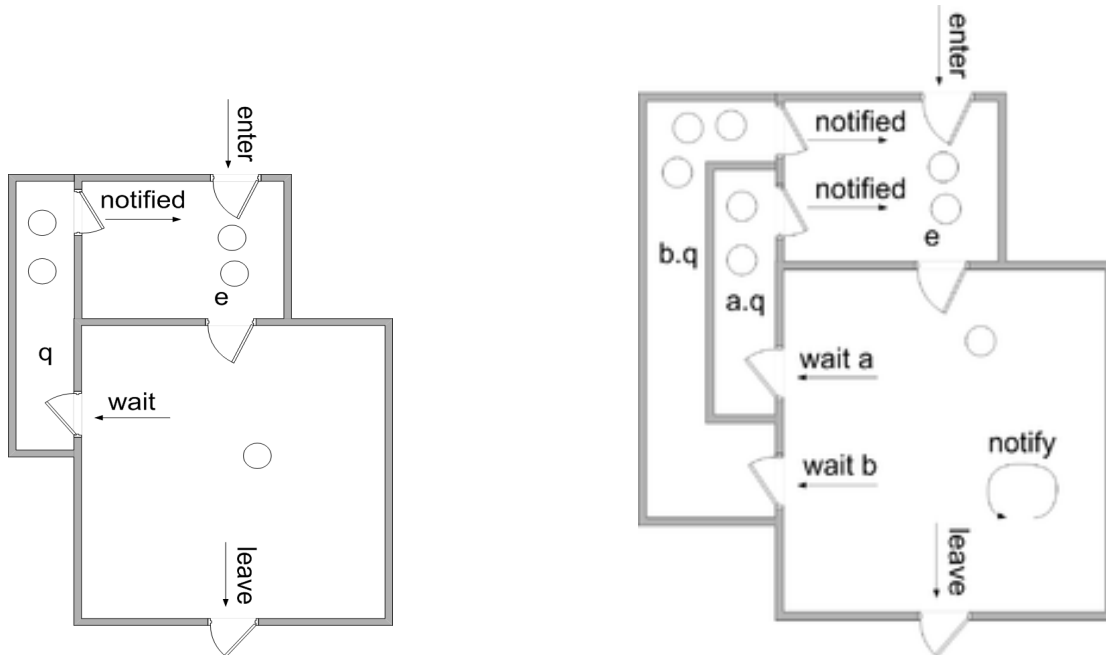 enter
notified
e
q
wait
leave
enter
notified
notified
e
b.q
a.q
wait a
wait b
notify
leave